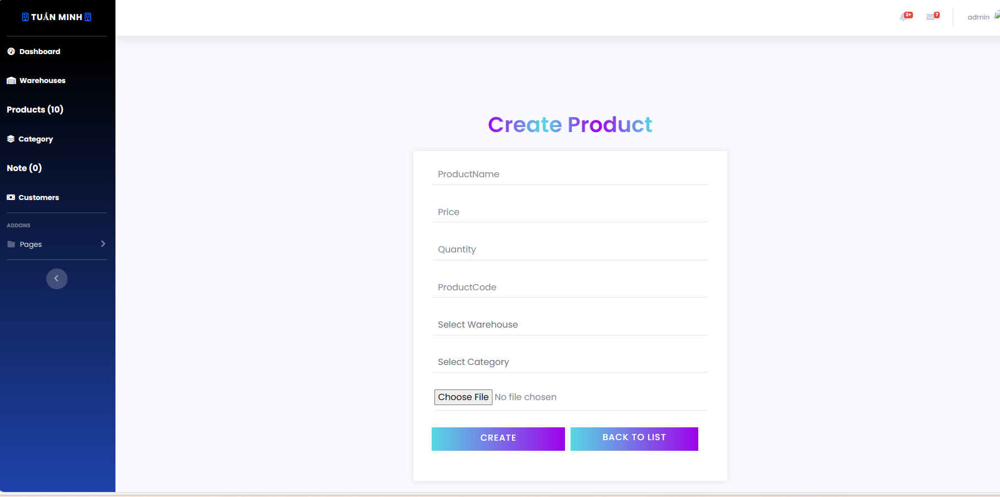 TUẤN MINH
3+
7
admin
Dashboard
Warehouses
Products (10)
Category
Note (0)
Customers
ADDONS
Pages
Create Product
ProductName
Price
Quantity
ProductCode
Select Warehouse
Select Category
Choose File No file chosen
CREATE
BACK TO LIST